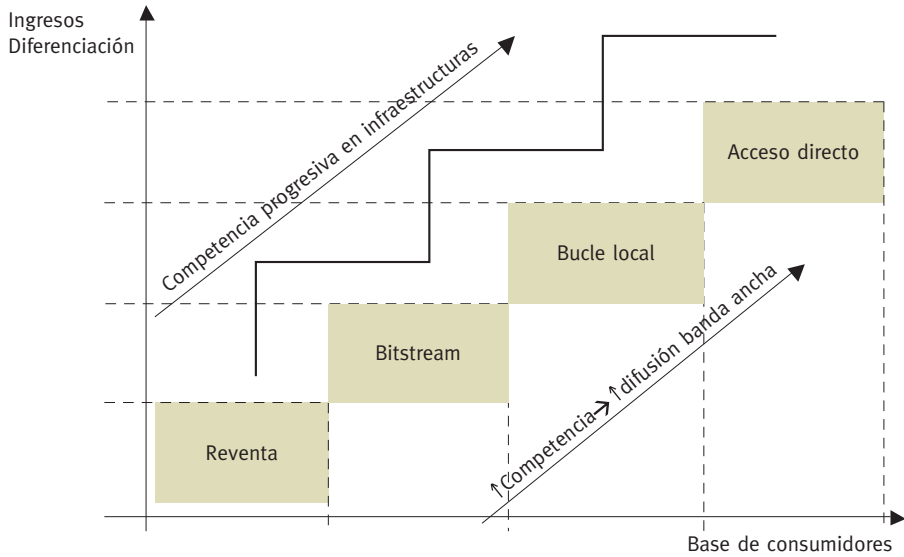 Ingresos
Diferenciación
Competencia progresiva en infraestructuras
Acceso directo
Bucle local
Bitstream
Reventa
↑Competencia→↑difusión banda ancha
Base de consumidores